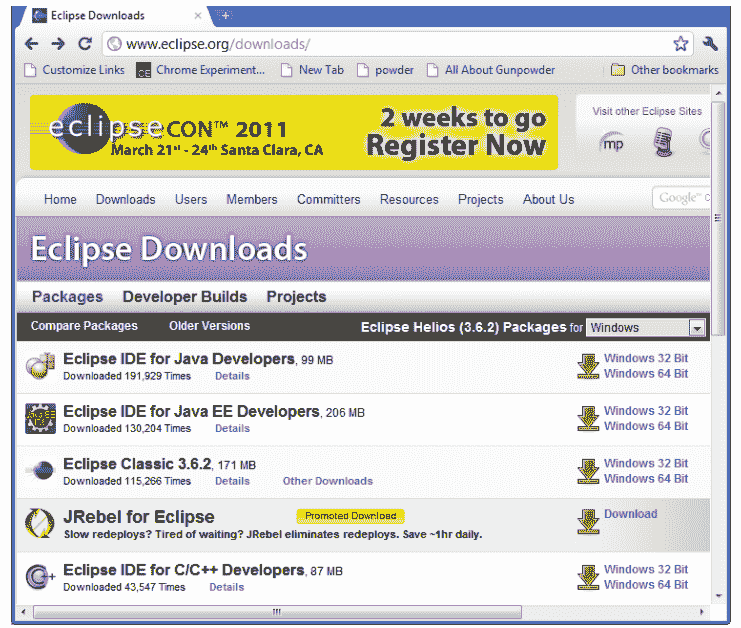 Eclipse Downloads
www.eclipse.org/downloads/
Customize Links CE Chrome Experiment... New Tab powder All About Gunpowder Other bookmarks
eclipseCON™ 2011
March 21st - 24th Santa Clara, CA
2 weeks to go
Register Now
Visit other Eclipse Sites
mp
Home Downloads Users Members Committers Resources Projects About Us Google™ C
Eclipse Downloads
Packages Developer Builds Projects
Compare Packages Older Versions Eclipse Helios (3.6.2) Packages for Windows
Eclipse IDE for Java Developers, 99 MB Windows 32 Bit
Downloaded 191,929 Times Details Windows 64 Bit
Eclipse IDE for Java EE Developers, 206 MB Windows 32 Bit
Downloaded 130,204 Times Details Windows 64 Bit
Eclipse Classic 3.6.2, 171 MB Windows 32 Bit
Downloaded 115,266 Times Details Other Downloads Windows 64 Bit
JRebel for Eclipse Promoted Download Download
Slow redeploys? Tired of waiting? JRebel eliminates redeploys. Save ~1hr daily.
Eclipse IDE for C/C++ Developers, 87 MB Windows 32 Bit
Downloaded 43,547 Times Details Windows 64 Bit